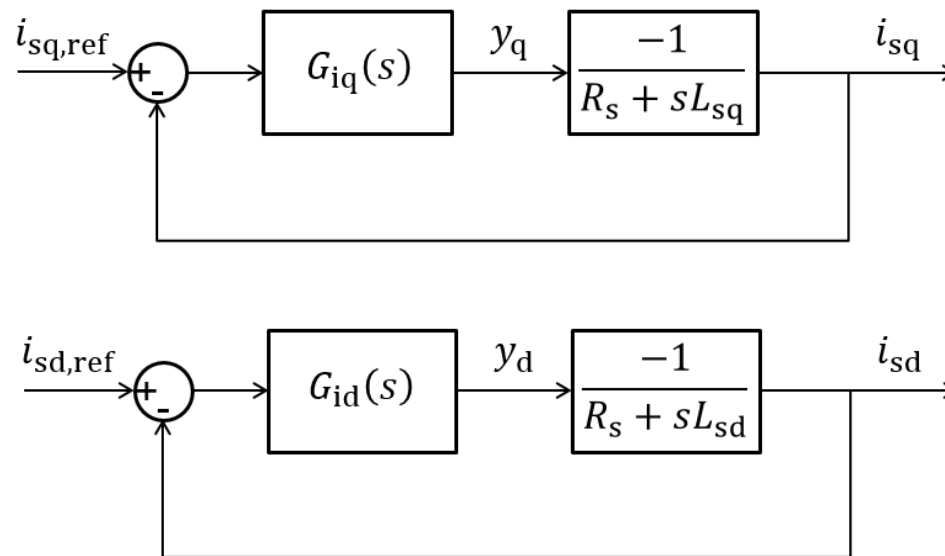 i_sq,ref + - G_iq(s) y_q −1 / (R_s + sL_sq) i_sq
i_sd,ref + - G_id(s) y_d −1 / (R_s + sL_sd) i_sd